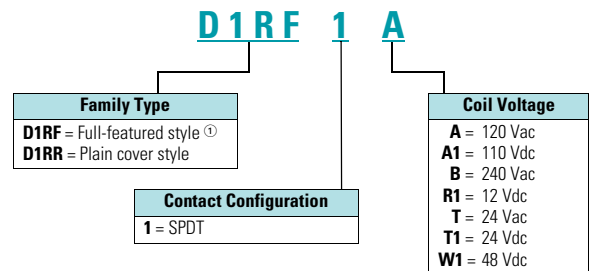 D1RF 1 A
Family Type
D1RF = Full-featured style ①
D1RR = Plain cover style
Contact Configuration
1 = SPDT
Coil Voltage
A = 120 Vac
A1 = 110 Vdc
B = 240 Vac
R1 = 12 Vdc
T = 24 Vac
T1 = 24 Vdc
W1 = 48 Vdc